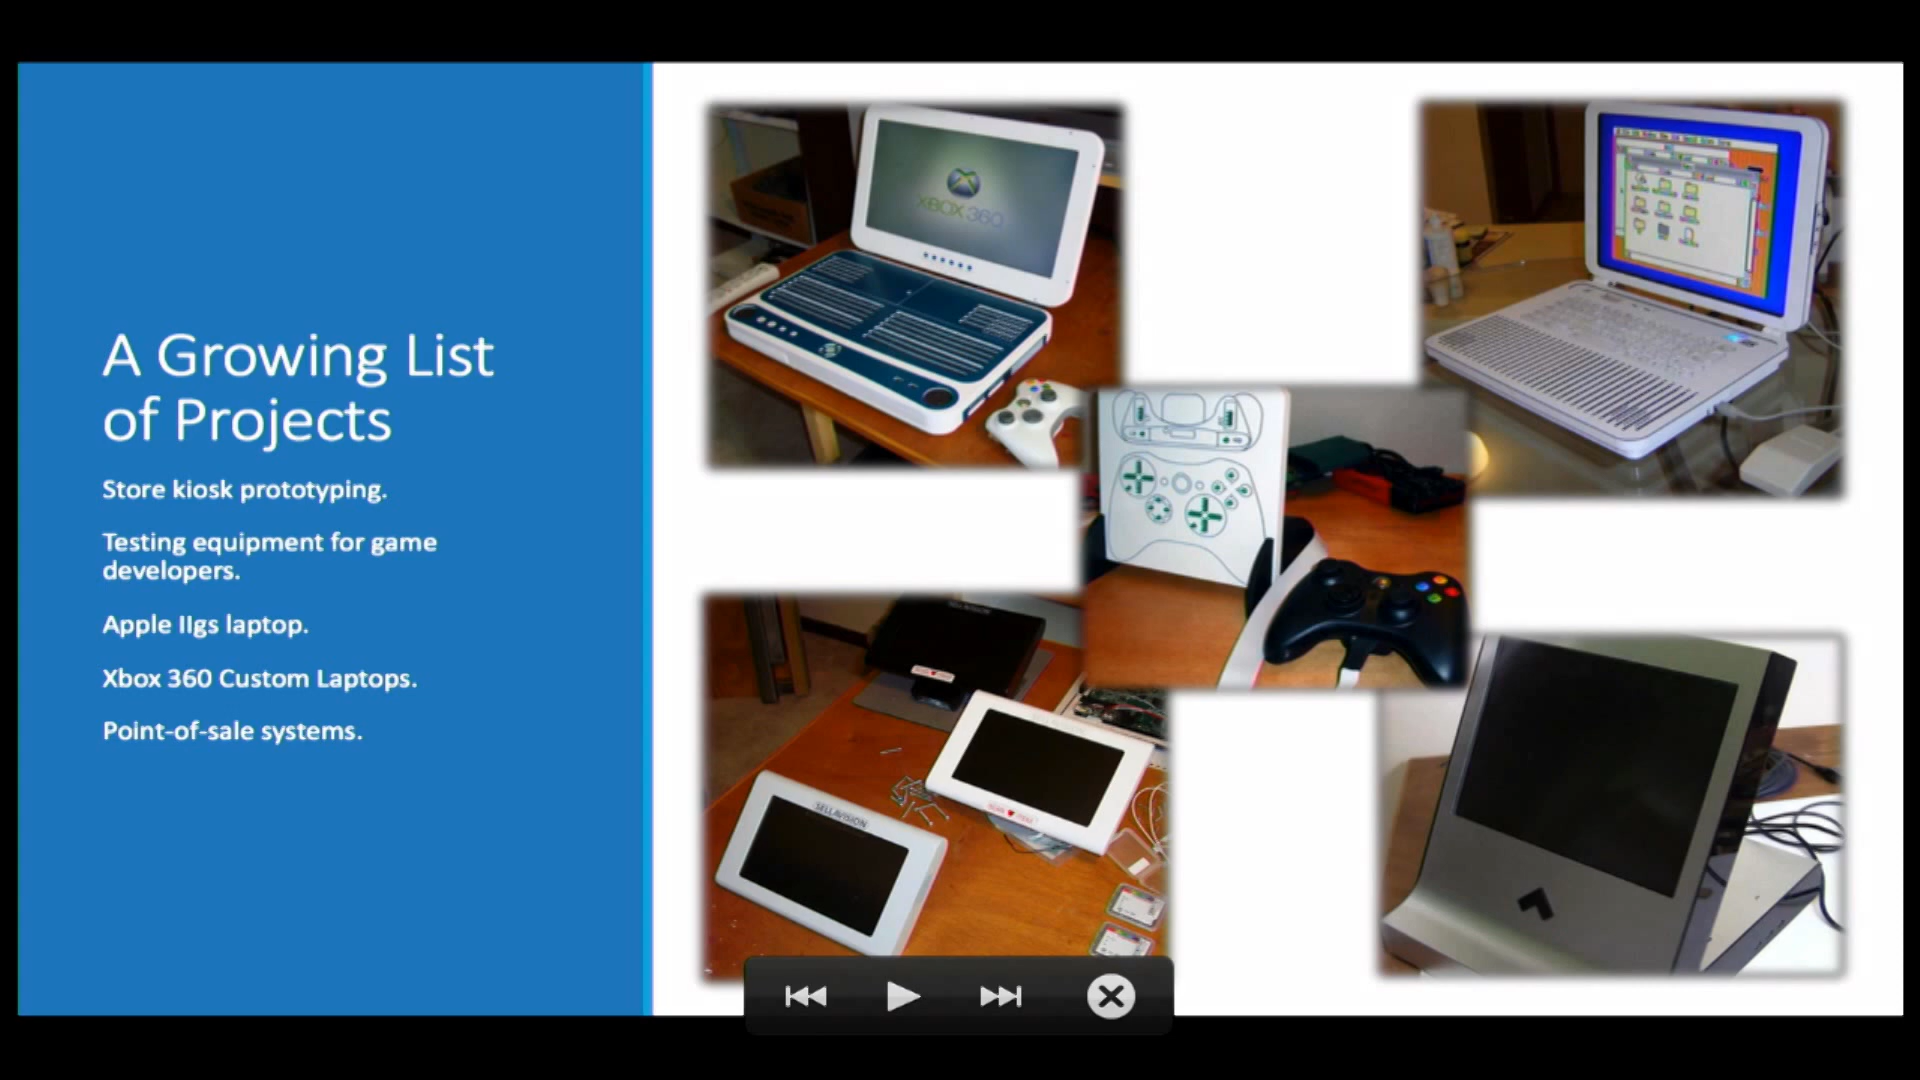 A Growing List
of Projects
Store kiosk prototyping.
Testing equipment for game
developers.
Apple IIgs laptop.
Xbox 360 Custom Laptops.
Point-of-sale systems.
XBOX 360
SELLAVISION